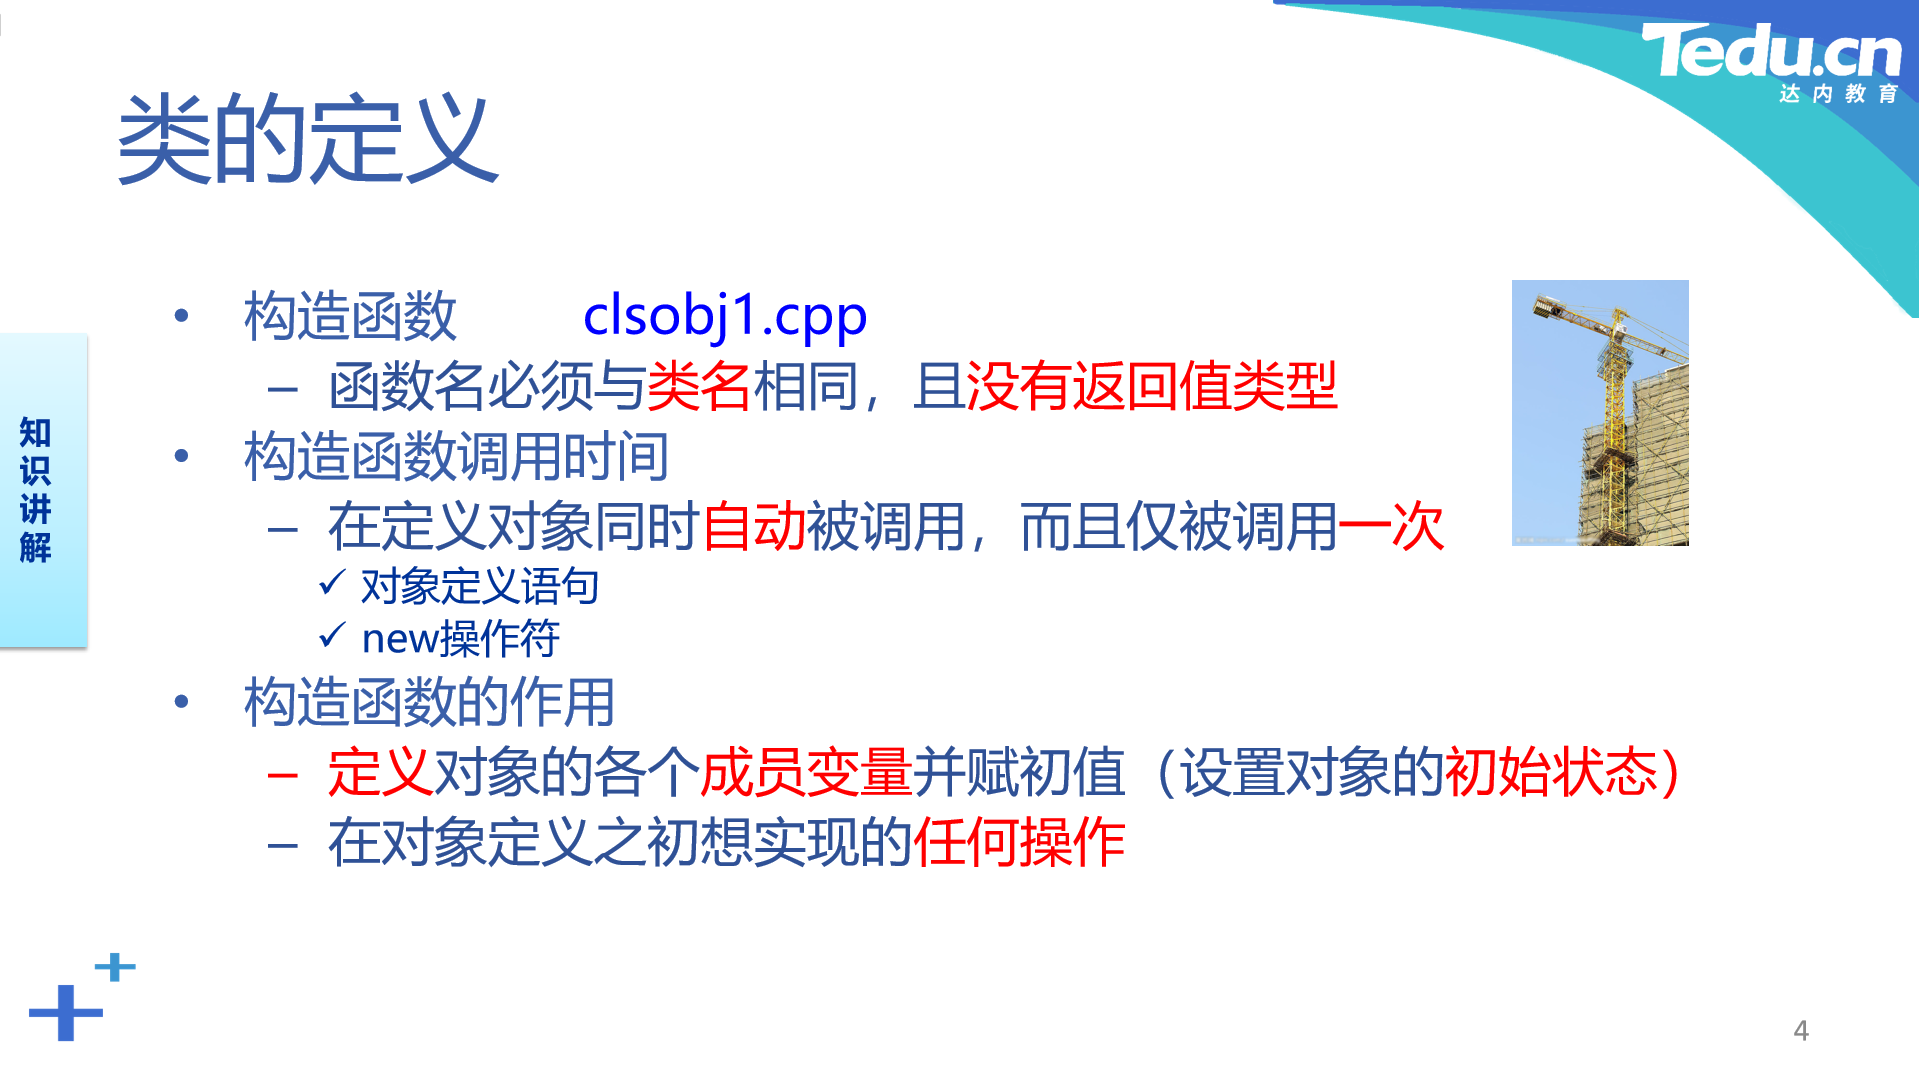 Tedu.cn
达内教育
类的定义
• 构造函数 clsobj1.cpp
– 函数名必须与类名相同，且没有返回值类型
• 构造函数调用时间
– 在定义对象同时自动被调用，而且仅被调用一次
✓ 对象定义语句
✓ new操作符
• 构造函数的作用
– 定义对象的各个成员变量并赋初值（设置对象的初始状态）
– 在对象定义之初想实现的任何操作
知
识
讲
解
4